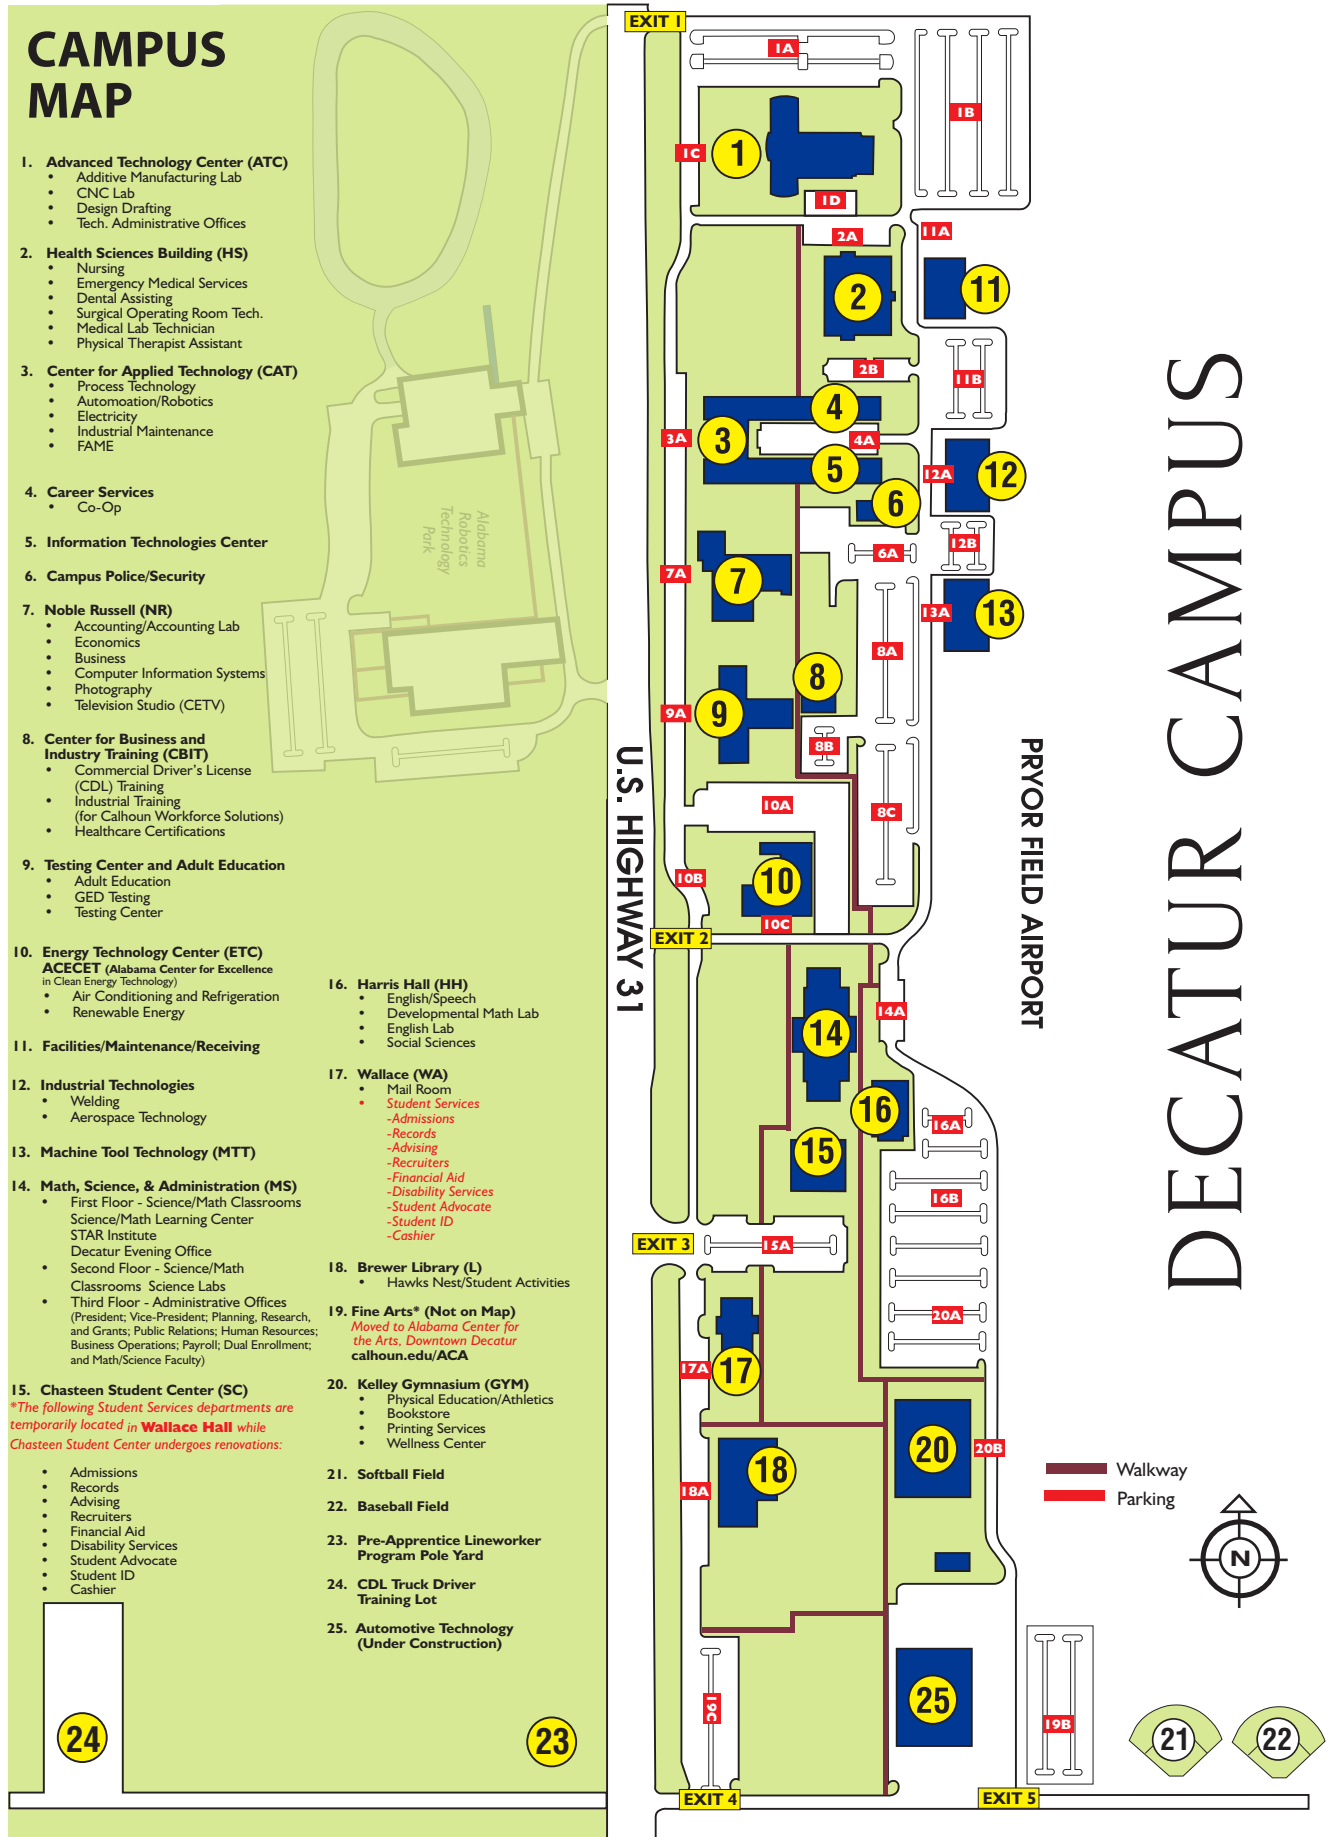 CAMPUS
MAP
1. Advanced Technology Center (ATC)
• Additive Manufacturing Lab
• CNC Lab
• Design Drafting
• Tech. Administrative Offices
2. Health Sciences Building (HS)
• Nursing
• Emergency Medical Services
• Dental Assisting
• Surgical Operating Room Tech.
• Medical Lab Technician
• Physical Therapist Assistant
3. Center for Applied Technology (CAT)
• Process Technology
• Automoation/Robotics
• Electricity
• Industrial Maintenance
• FAME
4. Career Services
• Co-Op
5. Information Technologies Center
6. Campus Police/Security
7. Noble Russell (NR)
• Accounting/Accounting Lab
• Economics
• Business
• Computer Information Systems
• Photography
• Television Studio (CETV)
8. Center for Business and
Industry Training (CBIT)
• Commercial Driver's License
(CDL) Training
• Industrial Training
(for Calhoun Workforce Solutions)
• Healthcare Certifications
9. Testing Center and Adult Education
• Adult Education
• GED Testing
• Testing Center
10. Energy Technology Center (ETC)
ACECET (Alabama Center for Excellence
in Clean Energy Technology)
• Air Conditioning and Refrigeration
• Renewable Energy
11. Facilities/Maintenance/Receiving
12. Industrial Technologies
• Welding
• Aerospace Technology
13. Machine Tool Technology (MTT)
14. Math, Science, & Administration (MS)
• First Floor - Science/Math Classrooms
Science/Math Learning Center
STAR Institute
Decatur Evening Office
• Second Floor - Science/Math
Classrooms Science Labs
• Third Floor - Administrative Offices
(President; Vice-President; Planning, Research,
and Grants; Public Relations; Human Resources;
Business Operations; Payroll; Dual Enrollment;
and Math/Science Faculty)
15. Chasteen Student Center (SC)
*The following Student Services departments are
temporarily located in Wallace Hall while
Chasteen Student Center undergoes renovations:
• Admissions
• Records
• Advising
• Recruiters
• Financial Aid
• Disability Services
• Student Advocate
• Student ID
• Cashier
16. Harris Hall (HH)
• English/Speech
• Developmental Math Lab
• English Lab
• Social Sciences
17. Wallace (WA)
• Mail Room
• Student Services
-Admissions
-Records
-Advising
-Recruiters
-Financial Aid
-Disability Services
-Student Advocate
-Student ID
-Cashier
18. Brewer Library (L)
• Hawks Nest/Student Activities
19. Fine Arts* (Not on Map)
Moved to Alabama Center for
the Arts, Downtown Decatur
calhoun.edu/ACA
20. Kelley Gymnasium (GYM)
• Physical Education/Athletics
• Bookstore
• Printing Services
• Wellness Center
21. Softball Field
22. Baseball Field
23. Pre-Apprentice Lineworker
Program Pole Yard
24. CDL Truck Driver
Training Lot
25. Automotive Technology
(Under Construction)
Alabama
Robotics
Technology
Park
24
23
U.S. HIGHWAY 31
EXIT 1
1A
1B
1C
1
1D
2A
11A
2
11
2B
11B
4
3A
3
4A
5
12A
12
6
6A
12B
7A
7
13A
13
8A
8
9A
9
8B
10A
8C
10B
10
10C
EXIT 2
14A
14
16
16A
15
16B
EXIT 3
15A
20A
17A
17
20
20B
18
18A
25
19C
19B
21
22
EXIT 4
EXIT 5
PRYOR FIELD AIRPORT
DECATUR CAMPUS
Walkway
Parking
N